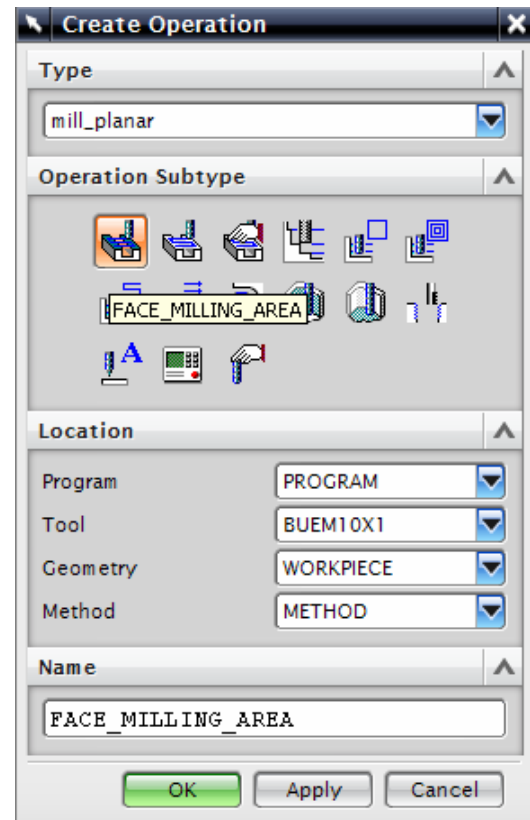 Create Operation
Type
mill_planar
Operation Subtype
FACE_MILLING_AREA
A
Location
Program PROGRAM
Tool BUEM10X1
Geometry WORKPIECE
Method METHOD
Name
FACE_MILLING_AREA
OK Apply Cancel